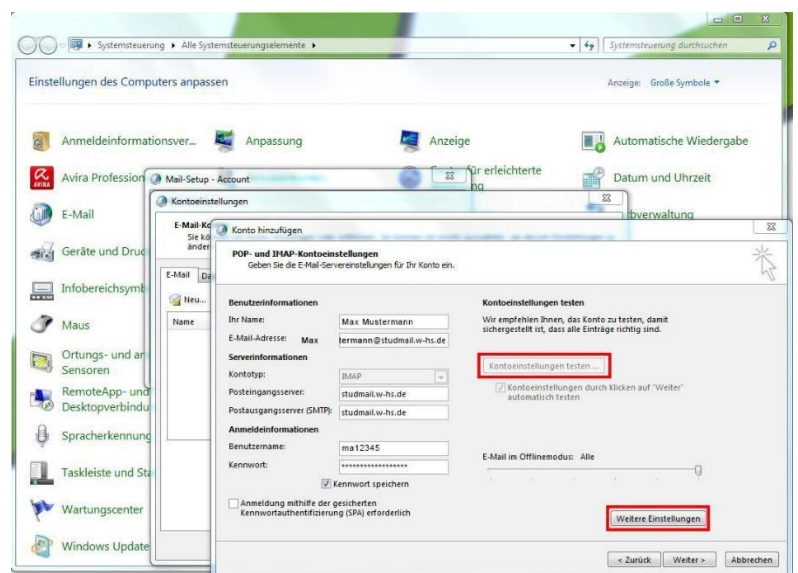 Systemsteuerung ▸ Alle Systemsteuerungselemente ▸
Systemsteuerung durchsuchen
Einstellungen des Computers anpassen
Anzeige: Große Symbole
Anmeldeinformationsver...
Anpassung
Anzeige
Automatische Wiedergabe
Avira Profession
für erleichterte
Datum und Uhrzeit
E-Mail
Geräte und Druc
Infobereichsymb
Maus
Ortungs- und an
Sensoren
RemoteApp- und
Desktopverbindu
Spracherkennung
Taskleiste und Sta
Wartungscenter
Windows Update
Mail-Setup - Account
Kontoeinstellungen
E-Mail-Ko
Sie kö
änder
E-Mail
Neu...
Name
Konto hinzufügen
POP- und IMAP-Kontoeinstellungen
Geben Sie die E-Mail-Servereinstellungen für Ihr Konto ein.
Benutzerinformationen
Ihr Name: Max Mustermann
E-Mail-Adresse: Max termann@studmail.w-hs.de
Serverinformationen
Kontotyp: IMAP
Posteingangsserver: studmail.w-hs.de
Postausgangsserver (SMTP): studmail.w-hs.de
Anmeldeinformationen
Benutzername: ma12345
Kennwort: ******************
Kennwort speichern
Anmeldung mithilfe der gesicherten
Kennwortauthentifizierung (SPA) erforderlich
Kontoeinstellungen testen
Wir empfehlen Ihnen, das Konto zu testen, damit
sichergestellt ist, dass alle Einträge richtig sind.
Kontoeinstellungen testen ...
Kontoeinstellungen durch Klicken auf "Weiter"
automatisch testen
E-Mail im Offlinemodus: Alle
Weitere Einstellungen
< Zurück
Weiter >
Abbrechen